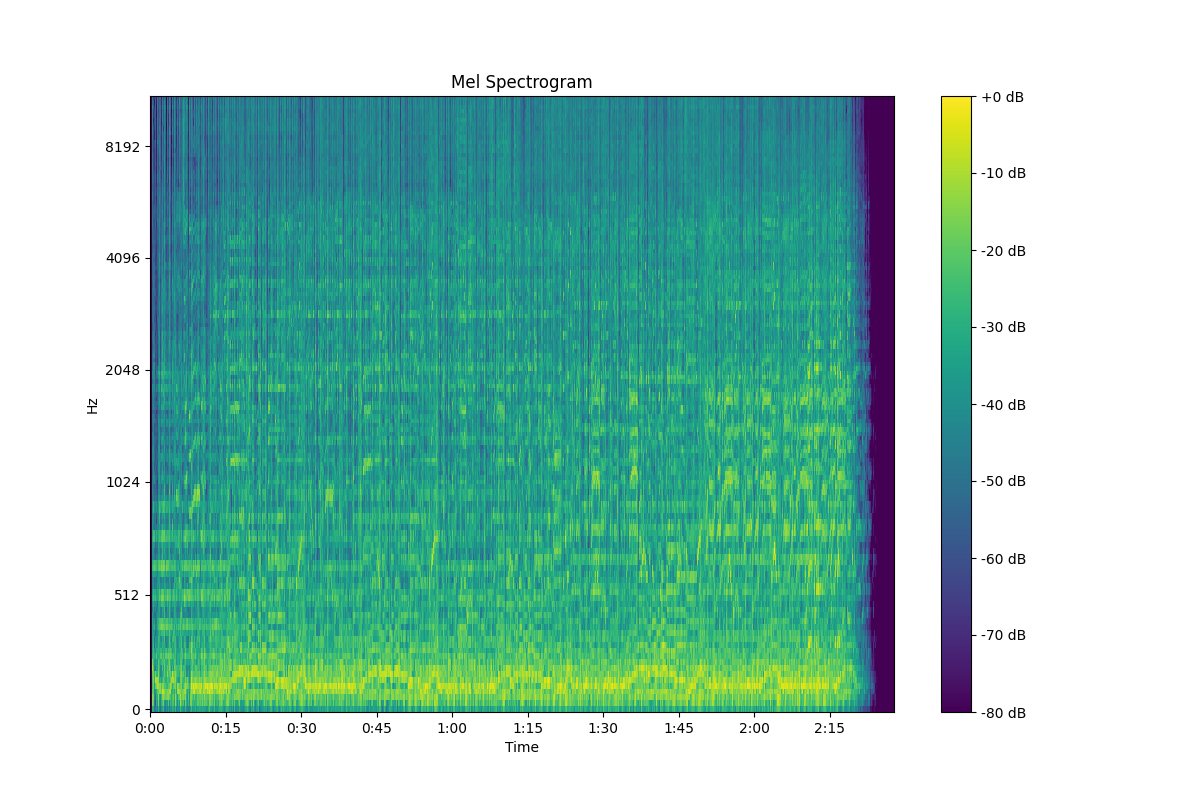 Mel Spectrogram
Hz
8192
4096
2048
1024
512
0
0:00 0:15 0:30 0:45 1:00 1:15 1:30 1:45 2:00 2:15
Time
+0 dB
-10 dB
-20 dB
-30 dB
-40 dB
-50 dB
-60 dB
-70 dB
-80 dB